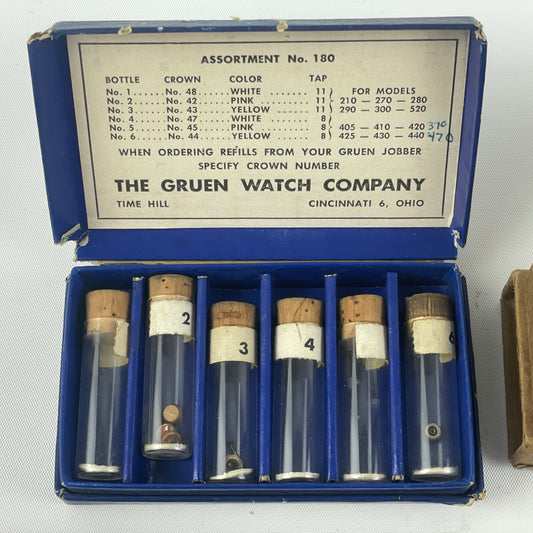 ASSORTMENT No. 180
BOTTLE CROWN COLOR TAP
No. 1 ..... No. 48 ..... WHITE ....... 11 FOR MODELS
No. 2 ..... No. 42 ..... PINK ....... 11 210 — 270 — 280
No. 3 ..... No. 43 ..... YELLOW ....... 11 290 — 300 — 520
No. 4 ..... No. 47 ..... WHITE ....... 8
No. 5 ..... No. 45 ..... PINK ....... 8 405 — 410 — 420 370
No. 6 ..... No. 44 ..... YELLOW ....... 8 425 — 430 — 440 470
WHEN ORDERING REFILLS FROM YOUR GRUEN JOBBER
SPECIFY CROWN NUMBER
THE GRUEN WATCH COMPANY
TIME HILL CINCINNATI 6, OHIO
2
3
4
6